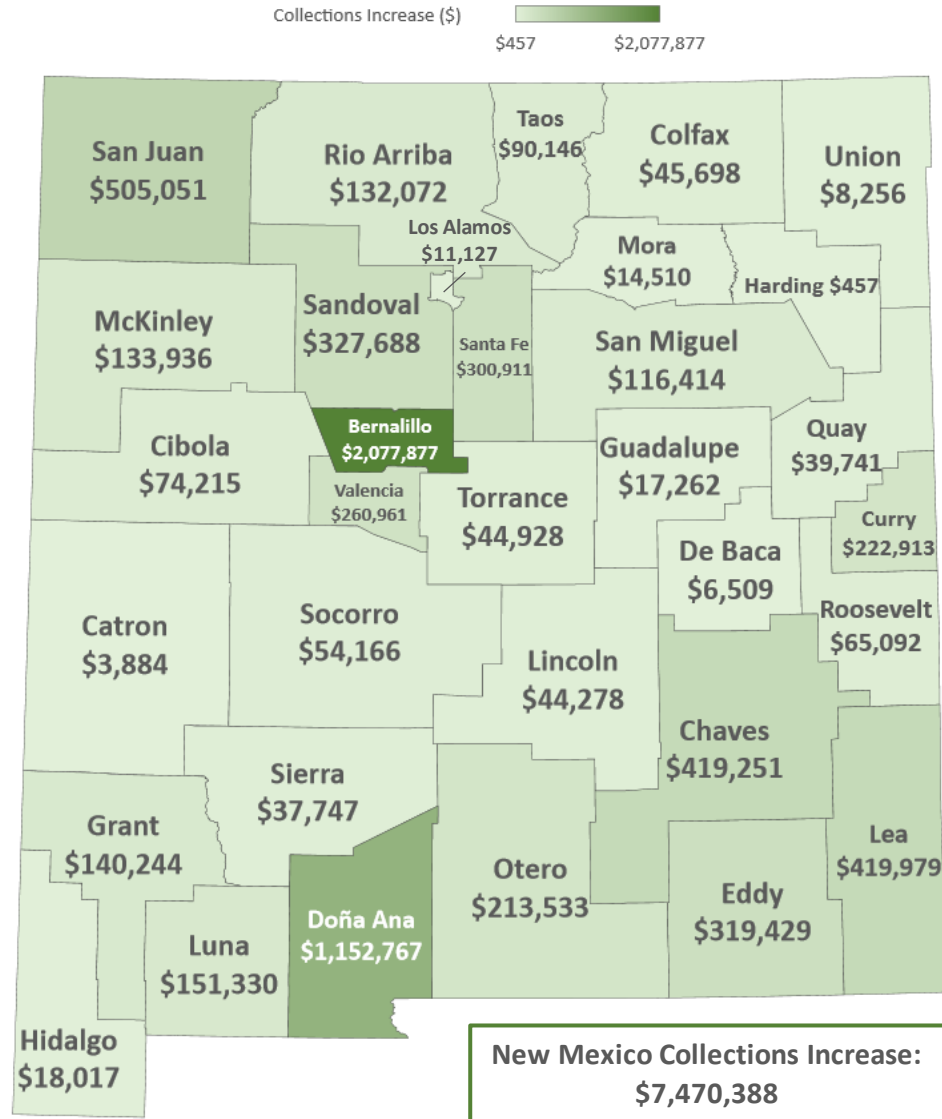 Collections Increase ($)
$457
$2,077,877
San Juan
$505,051
Rio Arriba
$132,072
Taos
$90,146
Colfax
$45,698
Union
$8,256
Los Alamos
$11,127
Mora
$14,510
Harding $457
McKinley
$133,936
Sandoval
$327,688
Santa Fe
$300,911
San Miguel
$116,414
Cibola
$74,215
Bernalillo
$2,077,877
Valencia
$260,961
Torrance
$44,928
Guadalupe
$17,262
Quay
$39,741
Curry
$222,913
De Baca
$6,509
Roosevelt
$65,092
Catron
$3,884
Socorro
$54,166
Lincoln
$44,278
Chaves
$419,251
Sierra
$37,747
Grant
$140,244
Otero
$213,533
Eddy
$319,429
Lea
$419,979
Doña Ana
$1,152,767
Luna
$151,330
Hidalgo
$18,017
New Mexico Collections Increase:
$7,470,388